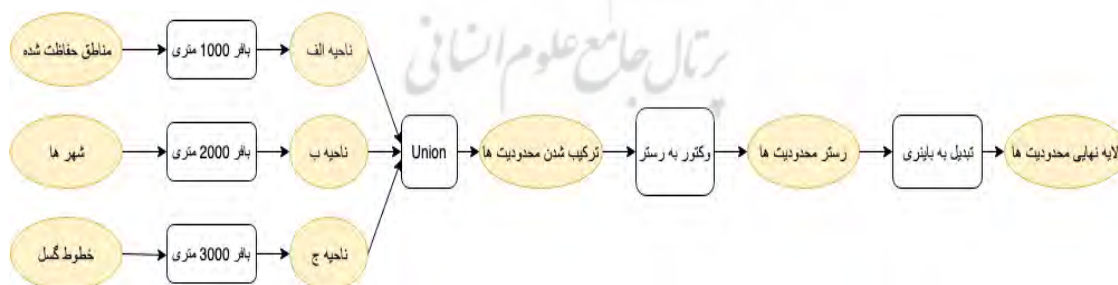 پرتال جامع علوم انسانی
مناطق حفاظت شده
بافر 1000 متری
ناحیه الف
شهر ها
بافر 2000 متری
ناحیه ب
Union
ترکیب شدن محدودیت ها
وکتور به رستر
رستر محدودیت ها
تبدیل به باینری
لایه نهایی محدودیت ها
خطوط گسل
بافر 3000 متری
ناحیه ج